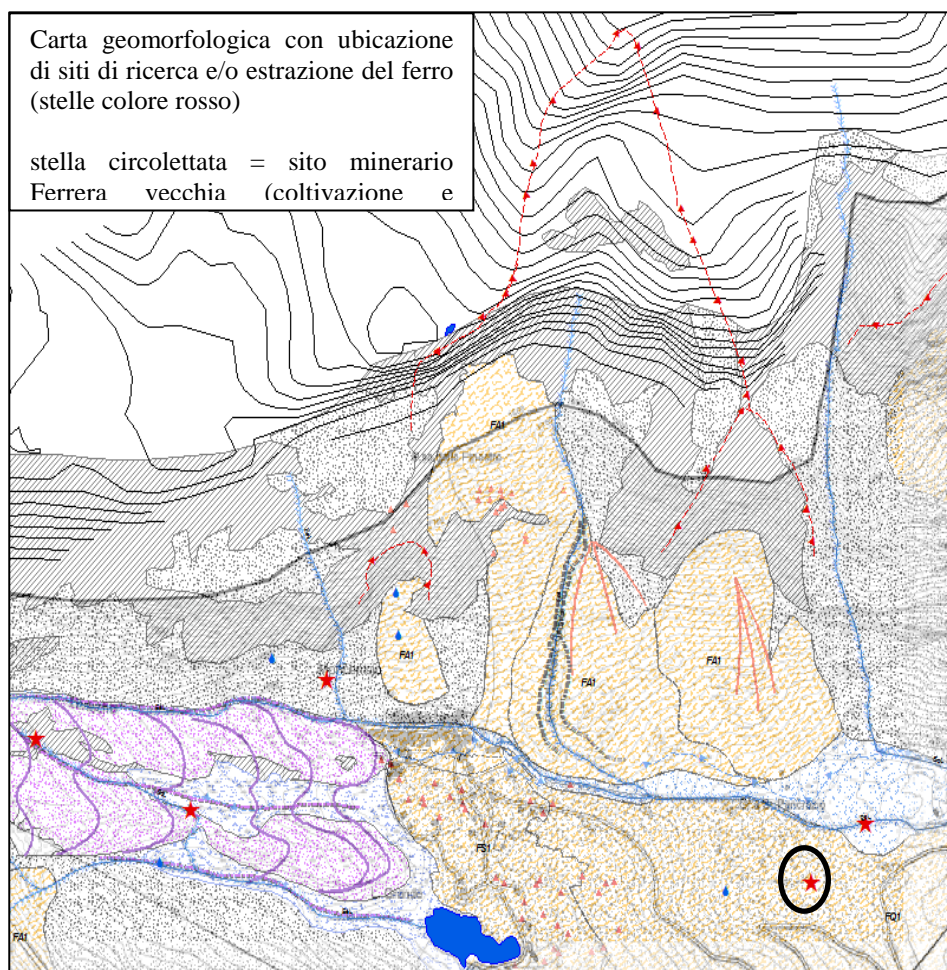 Carta geomorfologica con ubicazione
di siti di ricerca e/o estrazione del ferro
(stelle colore rosso)
stella circolettata = sito minerario
Ferrera vecchia (coltivazione e
FA1
FA1
FA1
FA1
FS1
FQ1
FA1